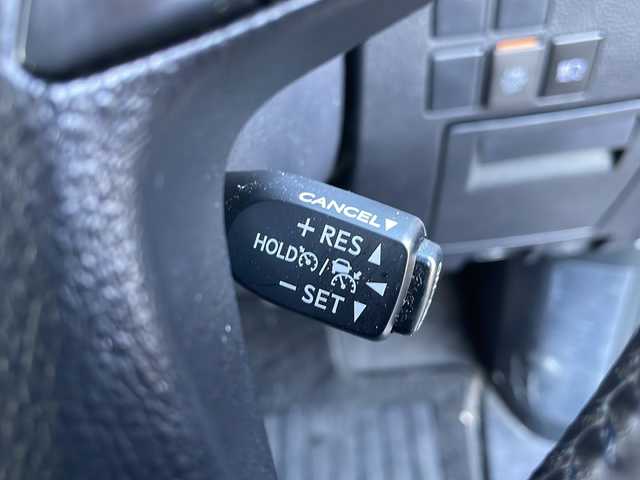 CANCEL▼
+ RES ▲
HOLD / ◀
− SET ▼